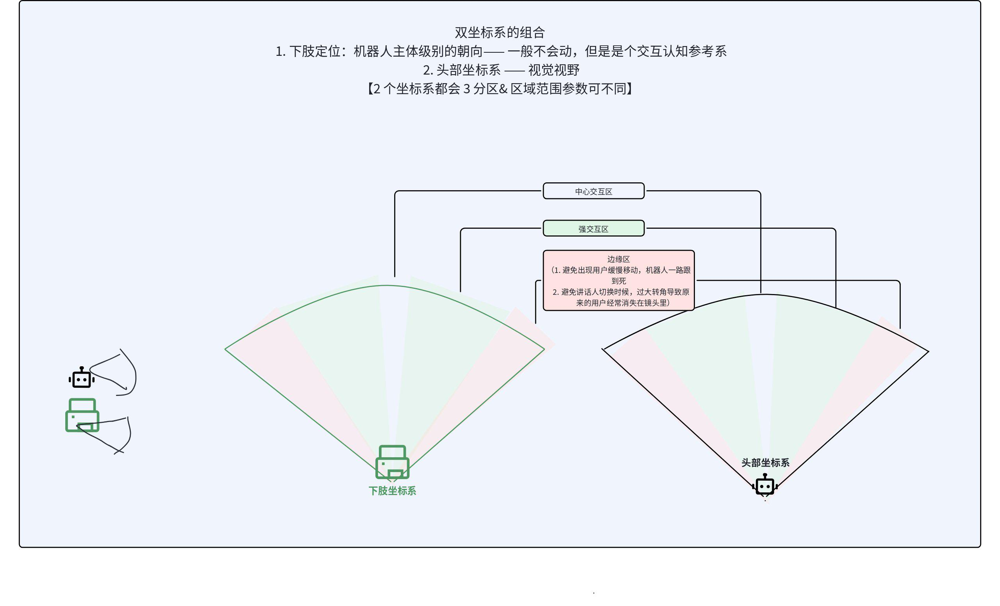 双坐标系的组合
1. 下肢定位：机器人主体级别的朝向—— 一般不会动，但是是个交互认知参考系
2. 头部坐标系 —— 视觉视野
【2 个坐标系都会 3 分区& 区域范围参数可不同】
中心交互区
强交互区
边缘区
（1. 避免出现用户缓慢移动，机器人一路跟
到死
2. 避免讲话人切换时候，过大转角导致原
来的用户经常消失在镜头里）
头部坐标系
下肢坐标系